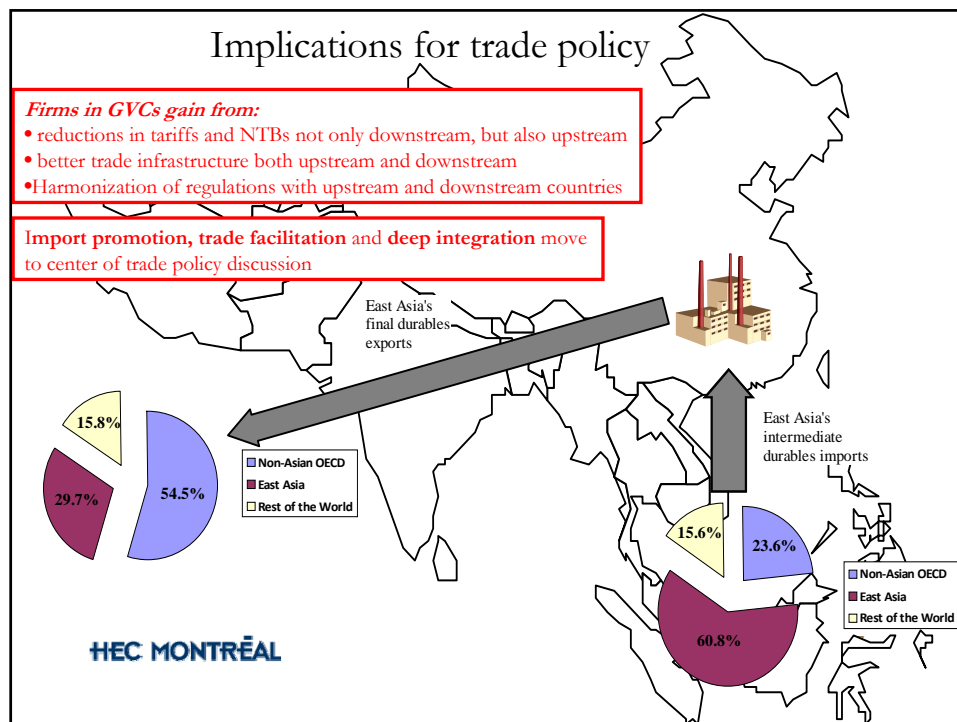 Implications for trade policy
Firms in GVCs gain from:
• reductions in tariffs and NTBs not only downstream, but also upstream
• better trade infrastructure both upstream and downstream
•Harmonization of regulations with upstream and downstream countries
Import promotion, trade facilitation and deep integration move
to center of trade policy discussion
East Asia's
final durables
exports
East Asia's
intermediate
durables imports
15.8%
29.7%
54.5%
Non-Asian OECD
East Asia
Rest of the World
15.6%
23.6%
60.8%
Non-Asian OECD
East Asia
Rest of the World
HEC MONTRÉAL